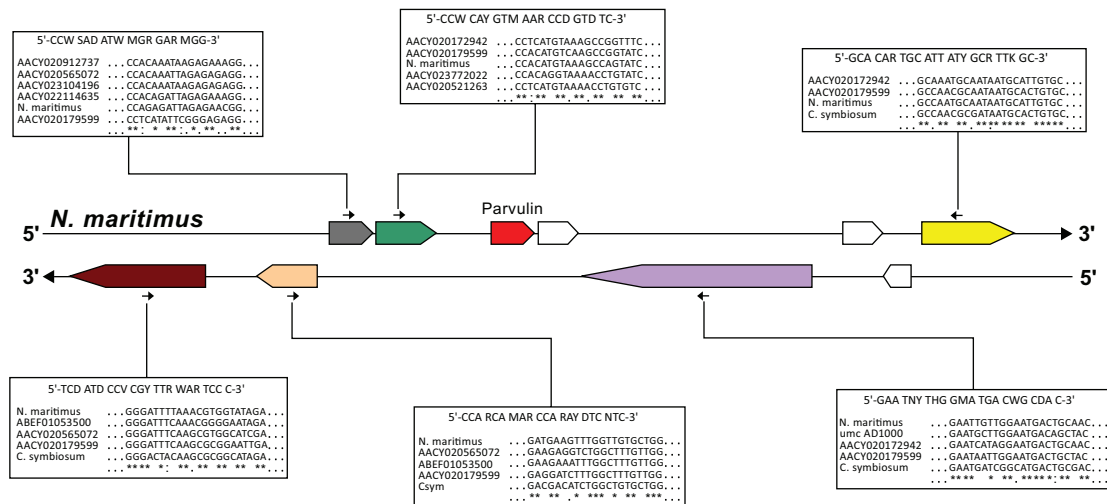 5'-CCW SAD ATW MGR GAR MGG-3'
AACY020912737 ...CCACAAATAAGAGAAAGG...
AACY020565072 ...CCACAAATTAGAGAGAGG...
AACY023104196 ...CCACAAATTAGAGAGAGG...
AACY022114635 ...CCACAGATTAGAGAAAGG...
N. maritimus ...CCAGAGATTAGAGAACGG...
AACY020179599 ...CCTCATATTCGGGAGAGG...
...**: * **:.*.**..**...
5'-CCW CAY GTM AAR CCD GTD TC-3'
AACY020172942 ...CCTCATGTAAAGCCGGTTTC...
AACY020179599 ...CCACATGTCAAGCCGGTATC...
N. maritimus ...CCACATGTAAAGCCAGTATC...
AACY023772022 ...CCACAGGTAAAACCTGTATC...
AACY020521263 ...CCTCATGTAAAACCTGTGTC...
...**:** **.**.** ** **...
5'-GCA CAR TGC ATT ATY GCR TTK GC-3'
AACY020172942 ...GCAAATGCAATAATGCATTGTGC...
AACY020179599 ...GCCAACGCAATAATGCACTGTGC...
N. maritimus ...GCCAATGCAATAATGCATTGTGC...
C. symbiosum ...GCCAACGCGATAATGCACTGTGC...
...**.** **.******** *****...
N. maritimus
Parvulin
5' 3'
3' 5'
5'-TCD ATD CCV CGY TTR WAR TCC C-3'
N. maritimus ...GGGATTTTAAACGTGGTATAGA...
ABEF01053500 ...GGGATTTCAAACGGGGAATAGA...
AACY020565072 ...GGGATTTCAAGCGTGGCATCGA...
AACY020179599 ...GGGATTTCAAGCGCGGAATTGA...
C. symbiosum ...GGGACTACAAGCGCGGCATAGA...
...**** *: **.** ** ** **...
5'-CCA RCA MAR CCA RAY DTC NTC-3'
N. maritimus ...GATGAAGTTTGGTTGTGCTGG...
AACY020565072 ...GAAGAGGTCTGGCTTTGTTGG...
ABEF01053500 ...GAAGAAATTTGGCTTTGTTGG...
AACY020179599 ...GAGGATCTTTGGCTTTGTTGG...
Csym ...GACGACATCTGGCTGTGCTGG...
...** ** .* *** * ** ***...
5'-GAA TNY THG GMA TGA CWG CDA C-3'
N. maritimus ...GAATTGTTGGAATGACTGCAAC...
umc AD1000 ...GAATGCTTGGAATGACAGCTAC...
AACY020172942 ...GAATCATAGGAATGACTGCAAC...
AACY020179599 ...GAATAATTGGAATGACTGCTAC...
C. symbiosum ...GAATGATCGGCATGACTGCGAC...
...**** * **.*****:** **...